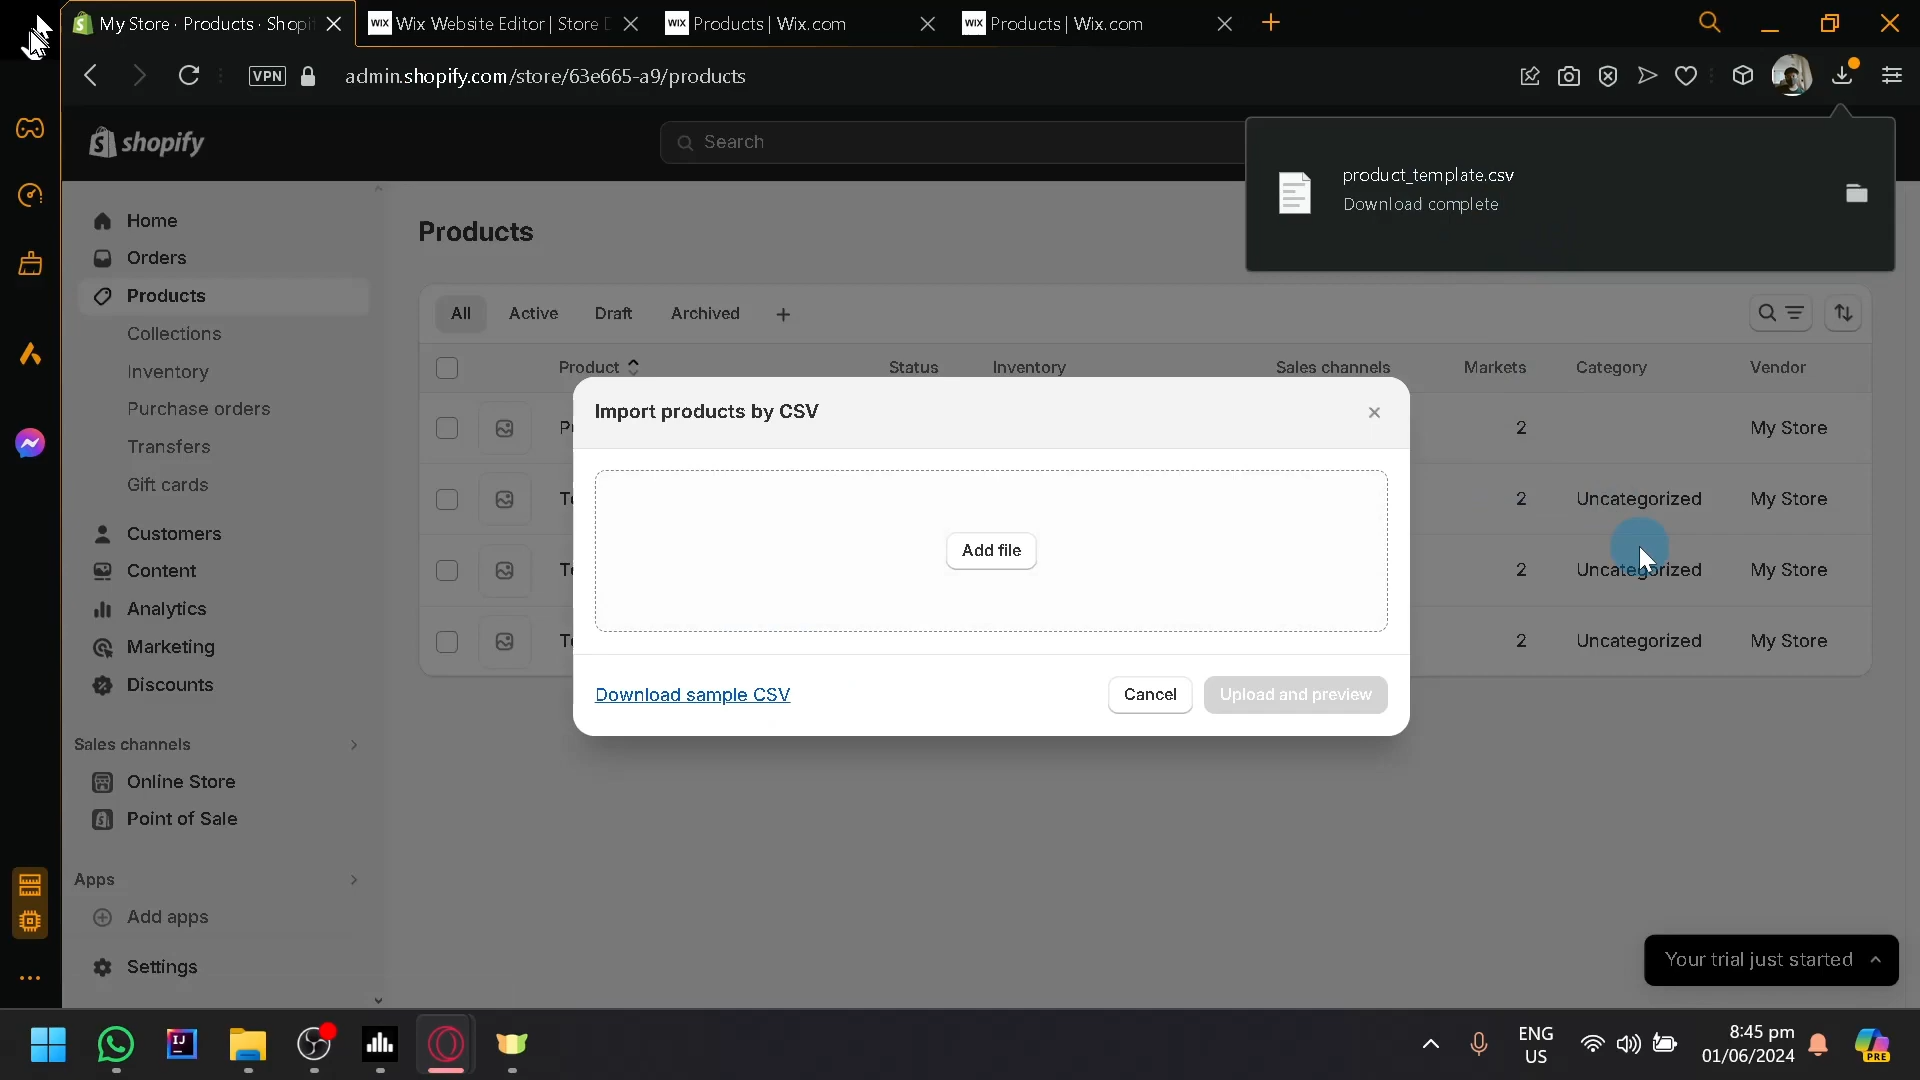 My Store · Products · Shopi
Wix Website Editor | Store
Products | Wix.com
Products | Wix.com
VPN
admin.shopify.com/store/63e665-a9/products
shopify
Search
product_template.csv
Download complete
Home
Orders
Products
Collections
Inventory
Purchase orders
Transfers
Gift cards
Customers
Content
Analytics
Marketing
Discounts
Sales channels
Online Store
Point of Sale
Apps
Add apps
Settings
Products
All
Active
Draft
Archived
Product
Status
Inventory
Sales channels
Markets
Category
Vendor
2
My Store
2
Uncategorized
My Store
2
Uncategorized
My Store
2
Uncategorized
My Store
Import products by CSV
Add file
Download sample CSV
Cancel
Upload and preview
Your trial just started
ENG
US
8:45 pm
01/06/2024
PRE